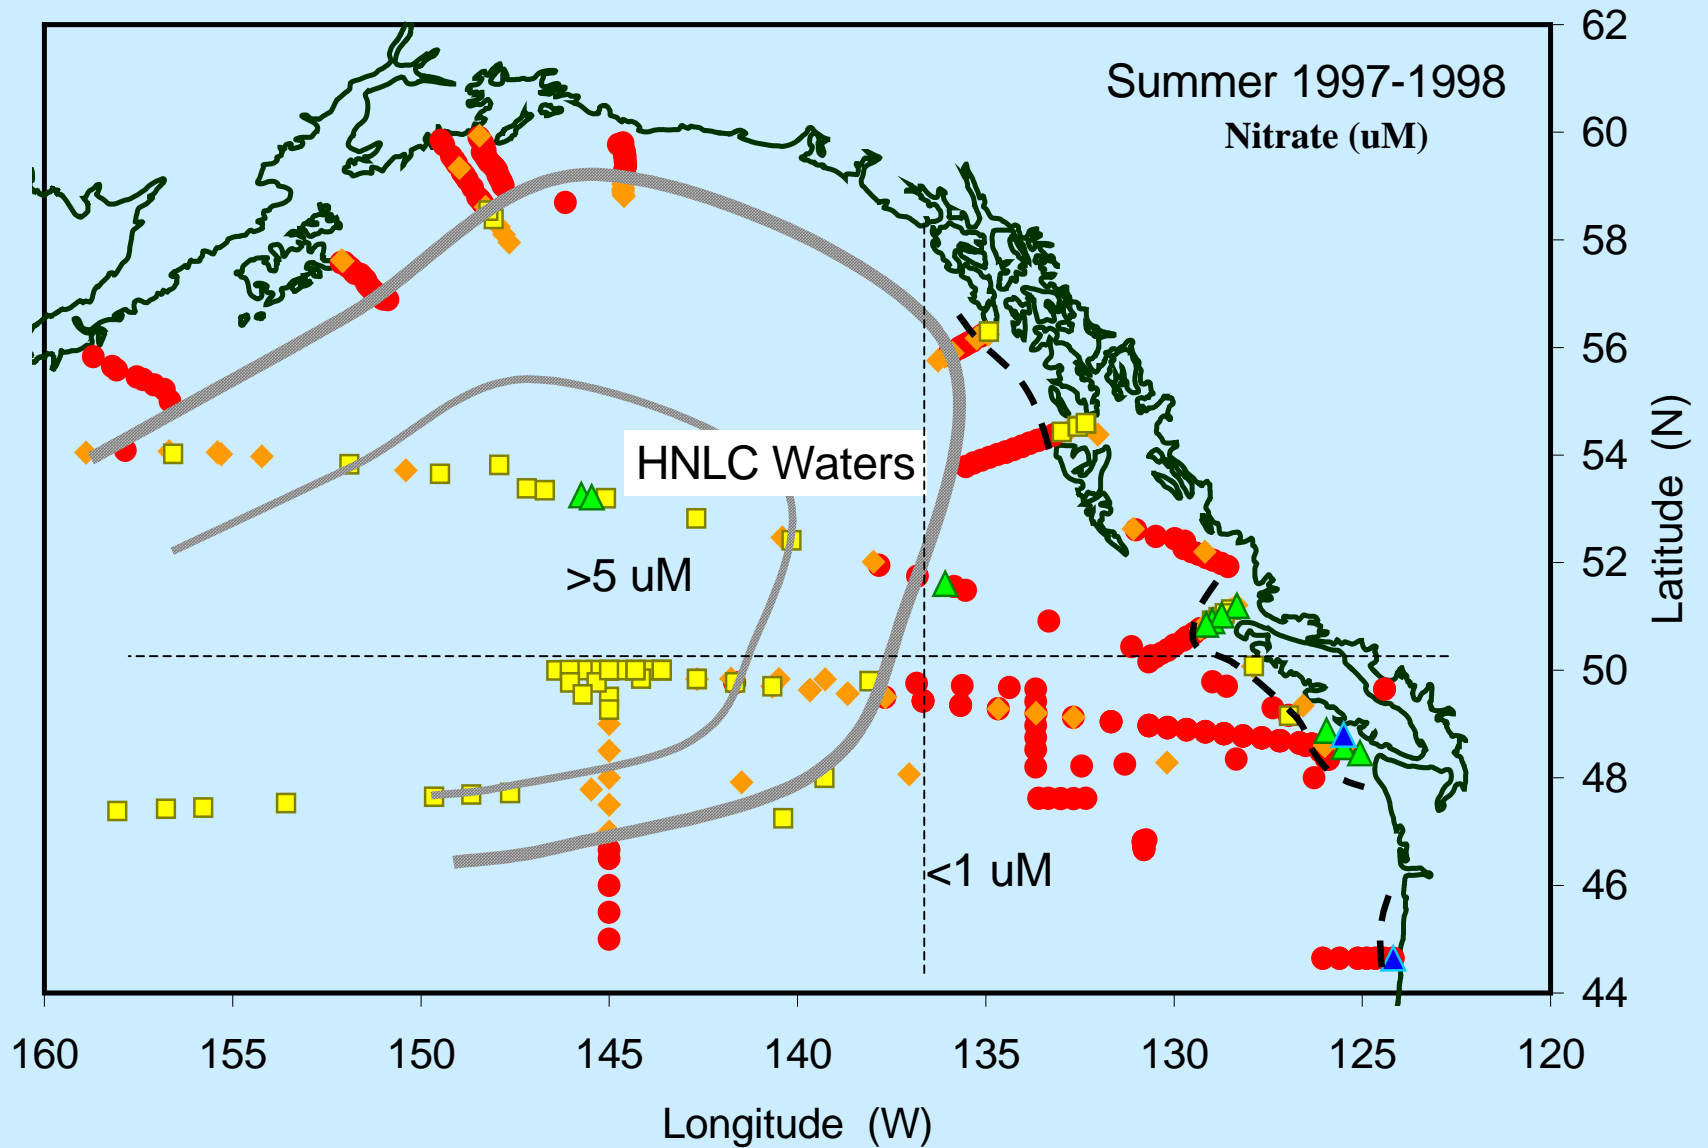 Summer 1997-1998
Nitrate (uM)
HNLC Waters
>5 uM
<1 uM
62
60
58
56
54
52
50
48
46
44
Latitude (N)
160 155 150 145 140 135 130 125 120
Longitude (W)